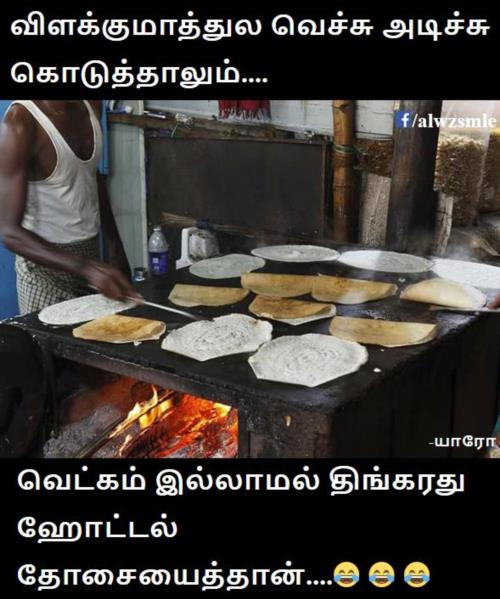 விளக்குமாத்துல வெச்சு அடிச்சு
கொடுத்தாலும்....
f/alwzsmle
-யாரோ
வெட்கம் இல்லாமல் திங்கரது
ஹோட்டல்
தோசையைத்தான்....😂😂😂